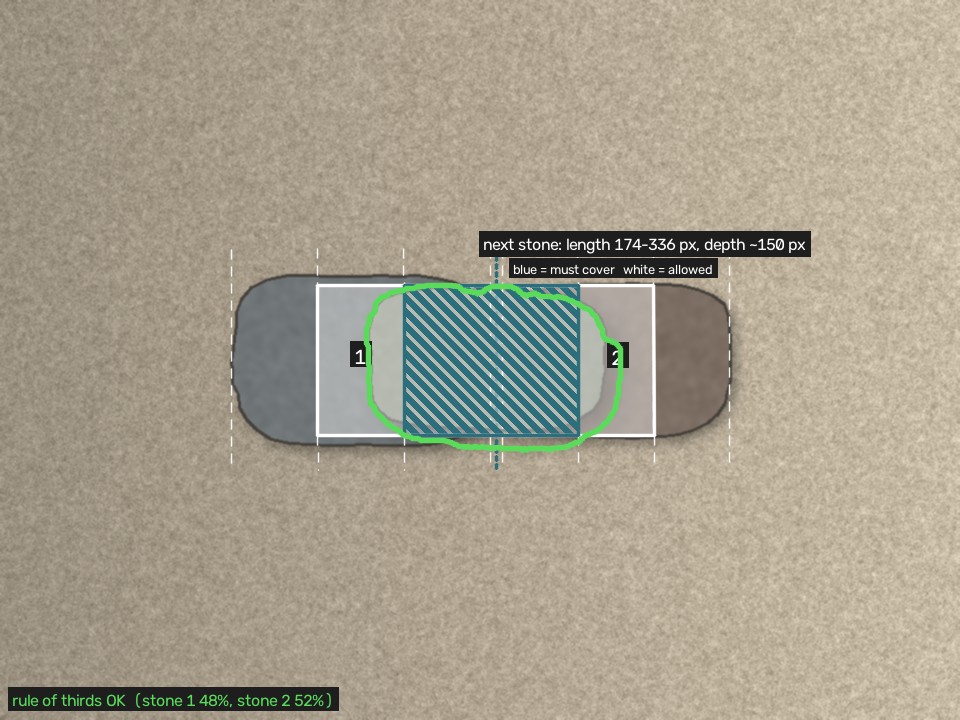 next stone: length 174-336 px, depth ~150 px
blue = must cover white = allowed
1
2
rule of thirds OK (stone 1 48%, stone 2 52%)